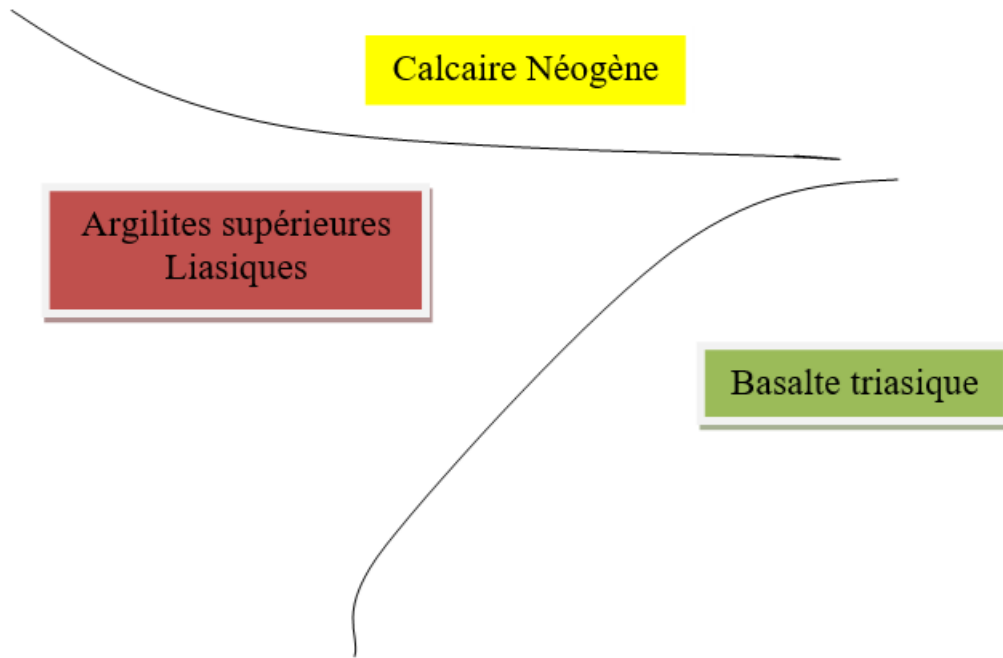 Calcaire Néogène
Argilites supérieures
Liasiques
Basalte triasique